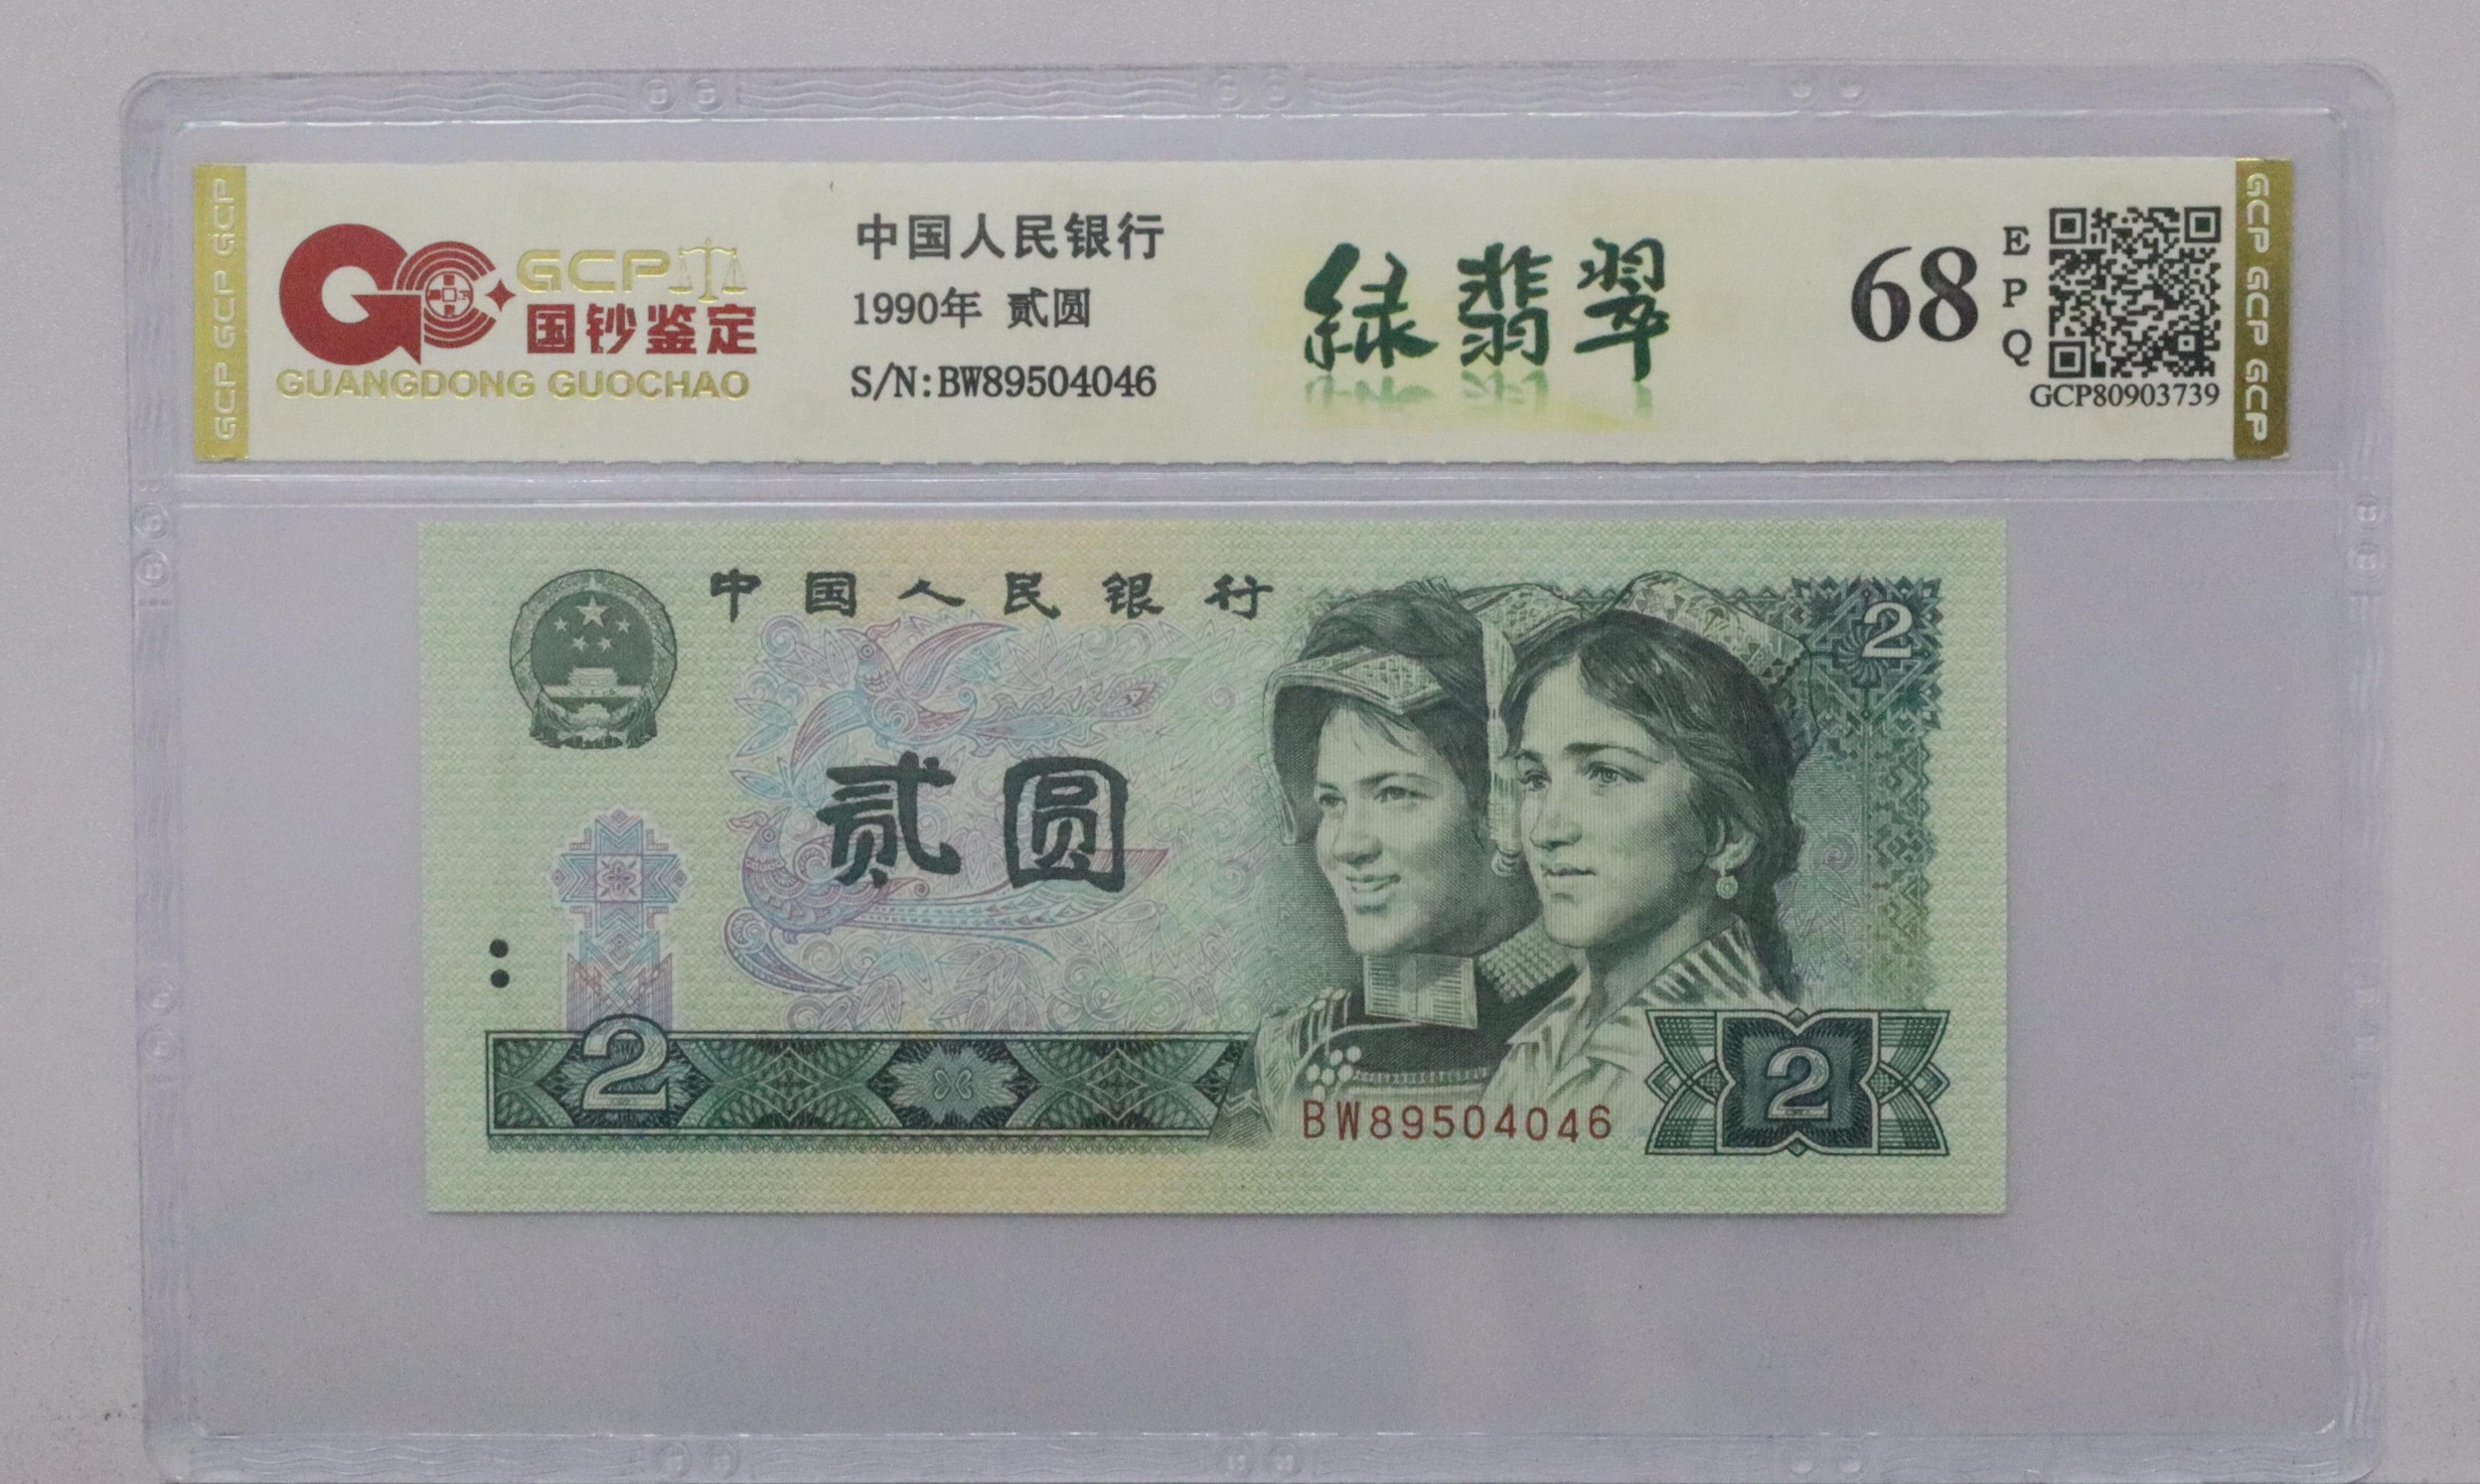 GCP GCP GCP
GCP
国钞鉴定
GUANGDONG GUOCHAO
中国人民银行
1990年 贰圆
S/N:BW89504046
绿翡翠
68
E
P
Q
GCP80903739
GCP GCP GCP
中国人民银行
2
贰圆
2
BW89504046
2